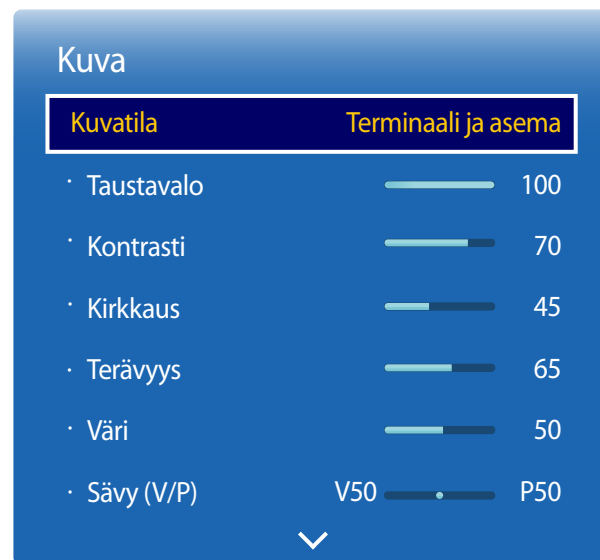 Kuva
Kuvatila Terminaali ja asema
· Taustavalo 100
· Kontrasti 70
· Kirkkaus 45
· Terävyys 65
· Väri 50
· Sävy (V/P) V50 P50